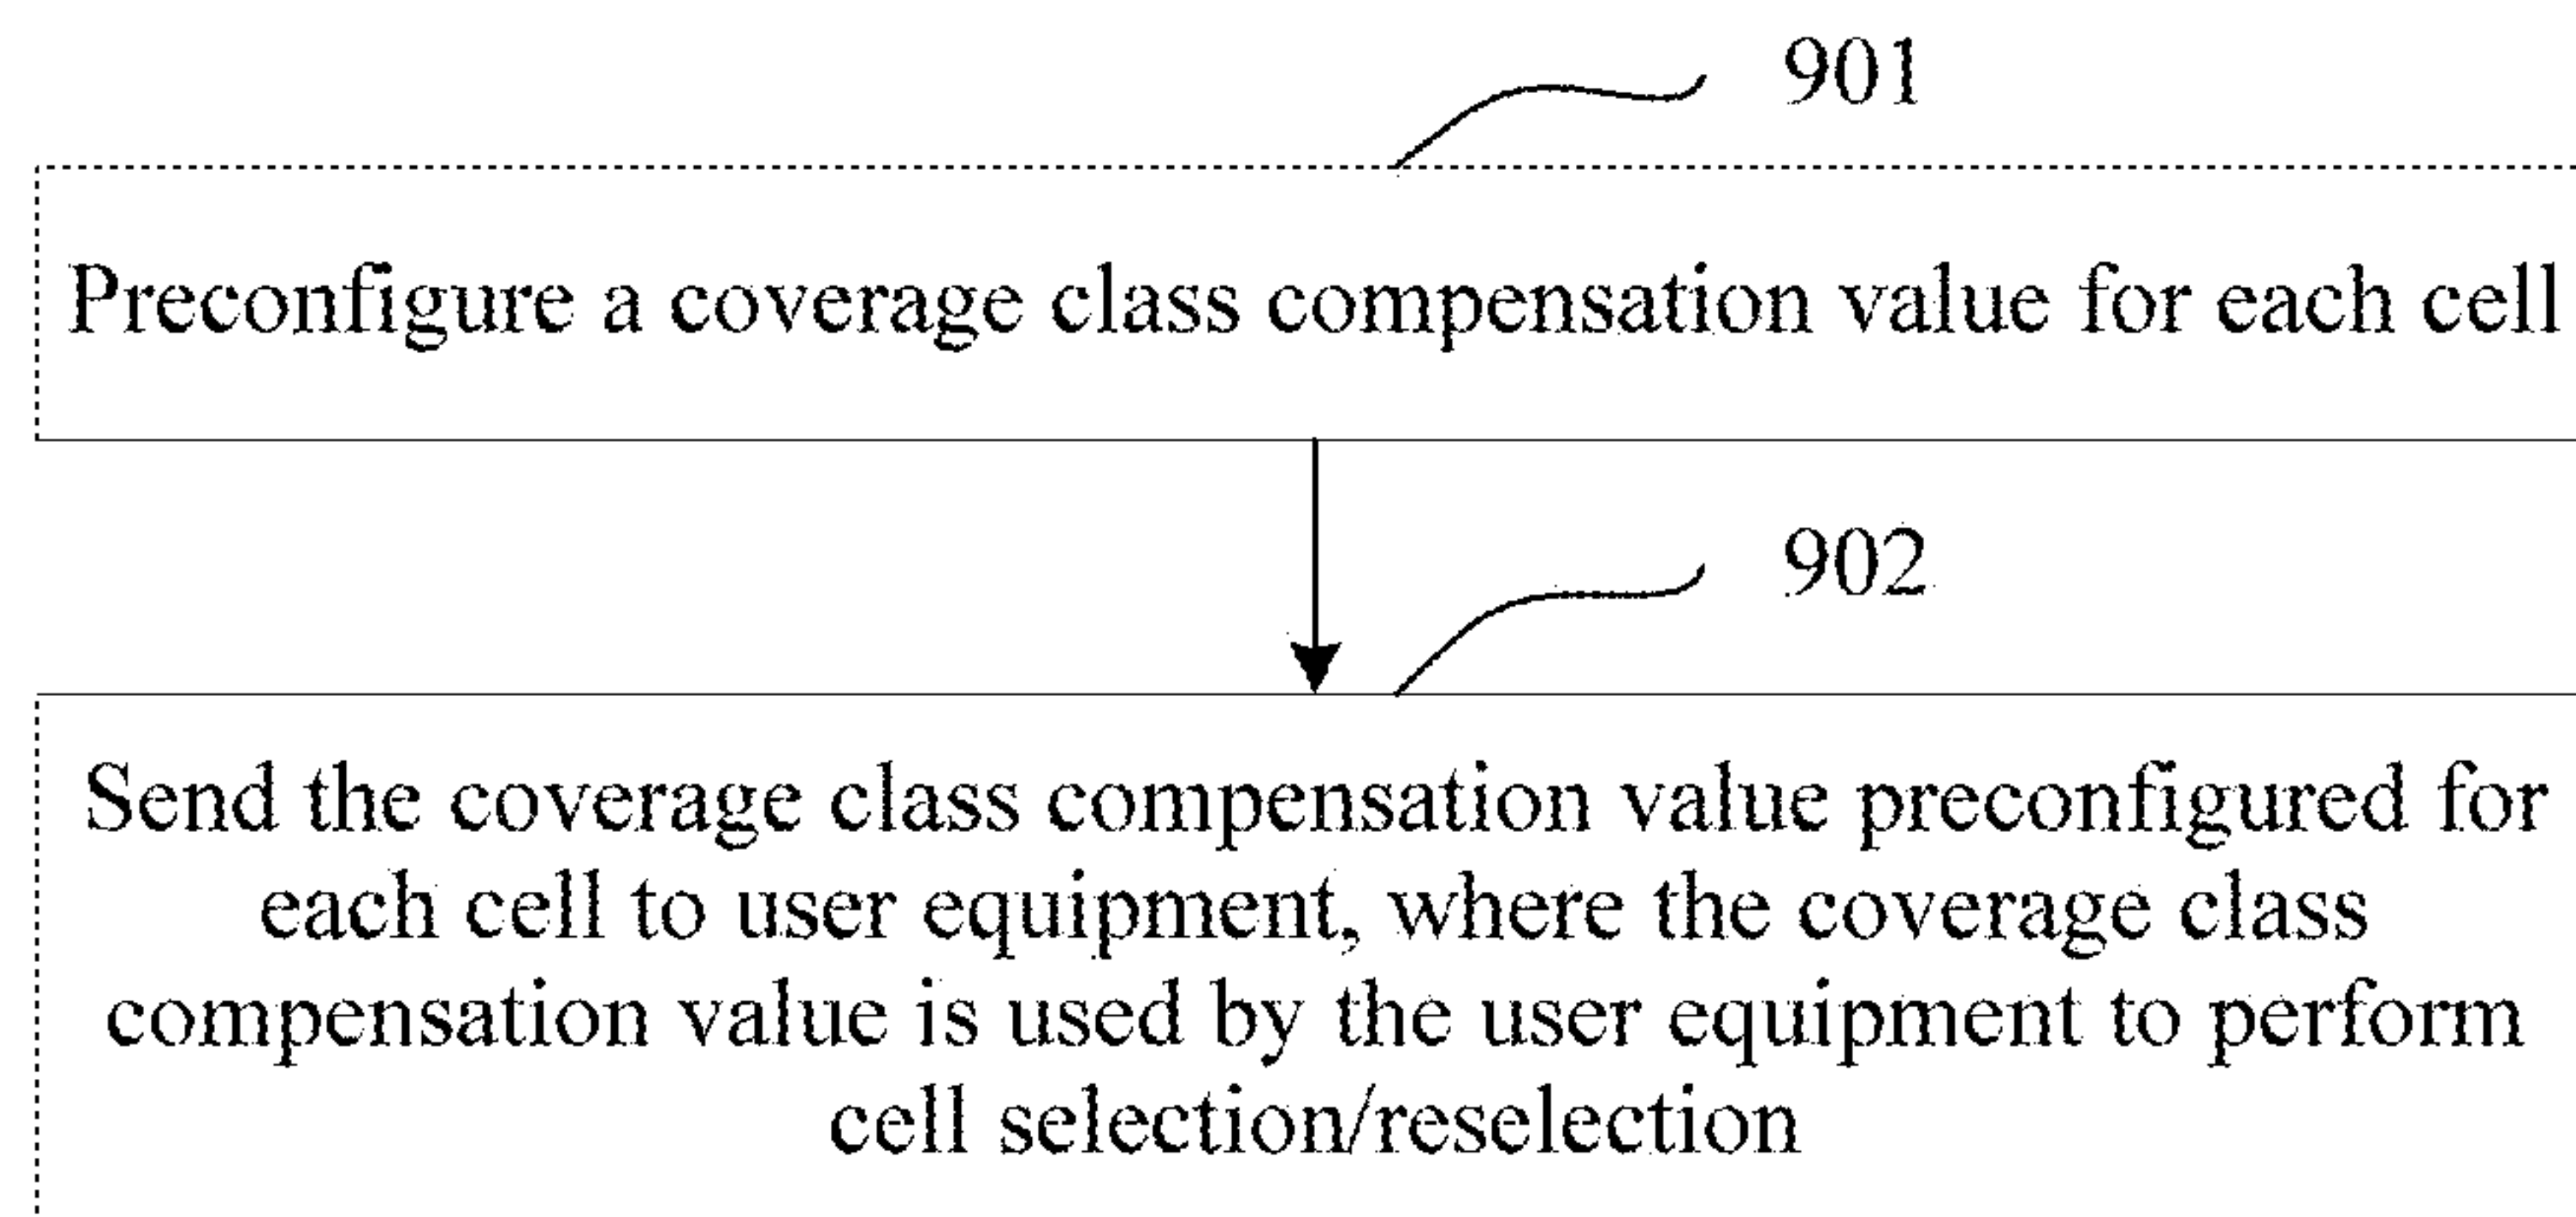 901
Preconfigure a coverage class compensation value for each cell
902
Send the coverage class compensation value preconfigured for
each cell to user equipment, where the coverage class
compensation value is used by the user equipment to perform
cell selection/reselection